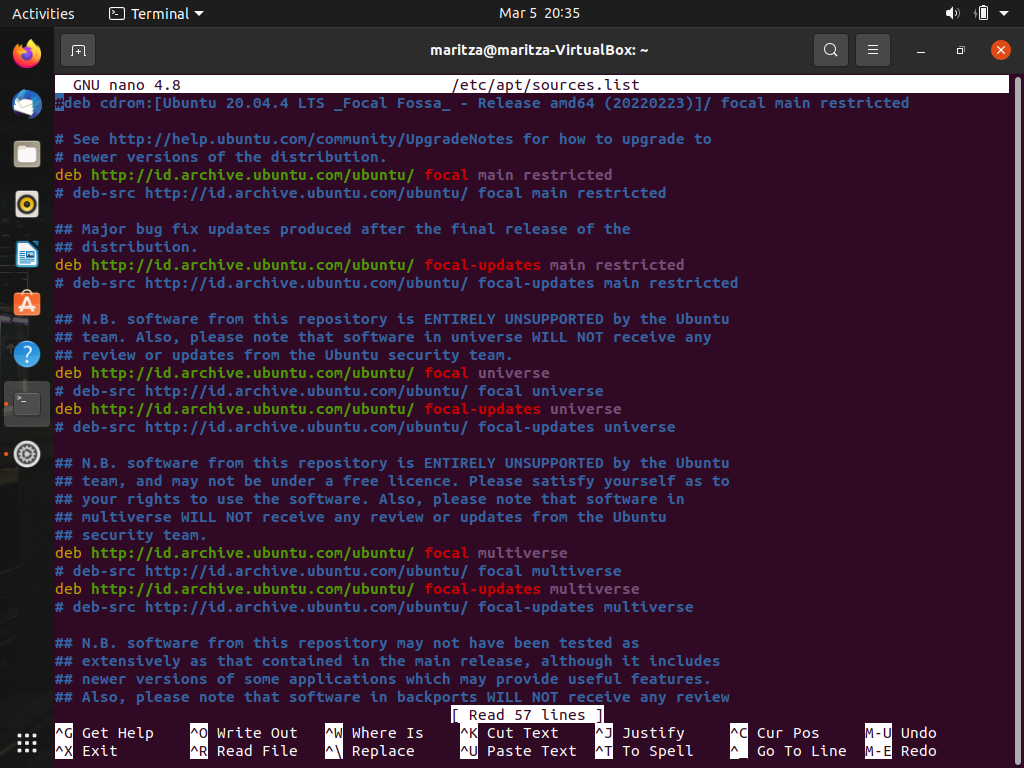 Activities Terminal Mar 5 20:35
maritza@maritza-VirtualBox: ~
GNU nano 4.8 /etc/apt/sources.list
#deb cdrom:[Ubuntu 20.04.4 LTS _Focal Fossa_ - Release amd64 (20220223)]/ focal main restricted
# See http://help.ubuntu.com/community/UpgradeNotes for how to upgrade to
# newer versions of the distribution.
deb http://id.archive.ubuntu.com/ubuntu/ focal main restricted
# deb-src http://id.archive.ubuntu.com/ubuntu/ focal main restricted
## Major bug fix updates produced after the final release of the
## distribution.
deb http://id.archive.ubuntu.com/ubuntu/ focal-updates main restricted
# deb-src http://id.archive.ubuntu.com/ubuntu/ focal-updates main restricted
## N.B. software from this repository is ENTIRELY UNSUPPORTED by the Ubuntu
## team. Also, please note that software in universe WILL NOT receive any
## review or updates from the Ubuntu security team.
deb http://id.archive.ubuntu.com/ubuntu/ focal universe
# deb-src http://id.archive.ubuntu.com/ubuntu/ focal universe
deb http://id.archive.ubuntu.com/ubuntu/ focal-updates universe
# deb-src http://id.archive.ubuntu.com/ubuntu/ focal-updates universe
## N.B. software from this repository is ENTIRELY UNSUPPORTED by the Ubuntu
## team, and may not be under a free licence. Please satisfy yourself as to
## your rights to use the software. Also, please note that software in
## multiverse WILL NOT receive any review or updates from the Ubuntu
## security team.
deb http://id.archive.ubuntu.com/ubuntu/ focal multiverse
# deb-src http://id.archive.ubuntu.com/ubuntu/ focal multiverse
deb http://id.archive.ubuntu.com/ubuntu/ focal-updates multiverse
# deb-src http://id.archive.ubuntu.com/ubuntu/ focal-updates multiverse
## N.B. software from this repository may not have been tested as
## extensively as that contained in the main release, although it includes
## newer versions of some applications which may provide useful features.
## Also, please note that software in backports WILL NOT receive any review
[ Read 57 lines ]
^G Get Help ^O Write Out ^W Where Is ^K Cut Text ^J Justify ^C Cur Pos M-U Undo
^X Exit ^R Read File ^\ Replace ^U Paste Text ^T To Spell ^_ Go To Line M-E Redo